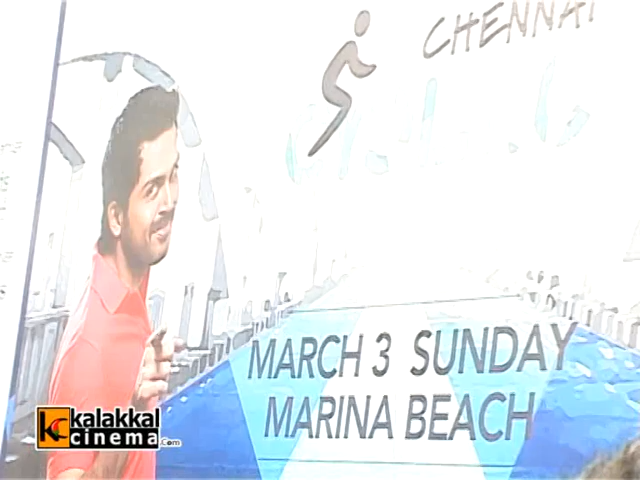 CHENNAI
MARCH 3 SUNDAY
MARINA BEACH
kalakkal
cinema.com